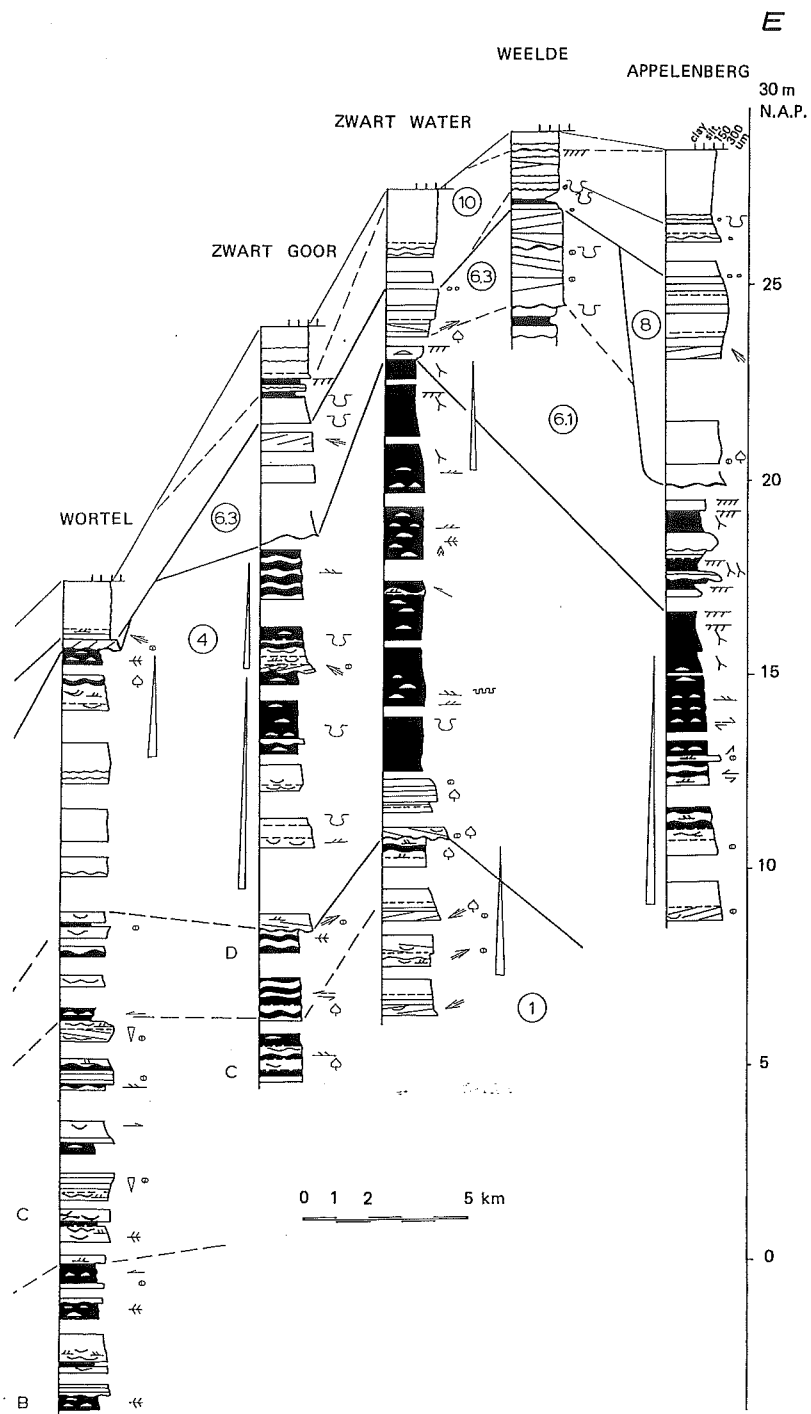 E
WEELDE
APPELENBERG
30 m
N.A.P.
ZWART WATER
clay
silt
150
300
um
10
ZWART GOOR
6.3
25
8
6.1
20
WORTEL
6.3
4
15
10
D
1
C
5
0 1 2 5 km
C
0
B